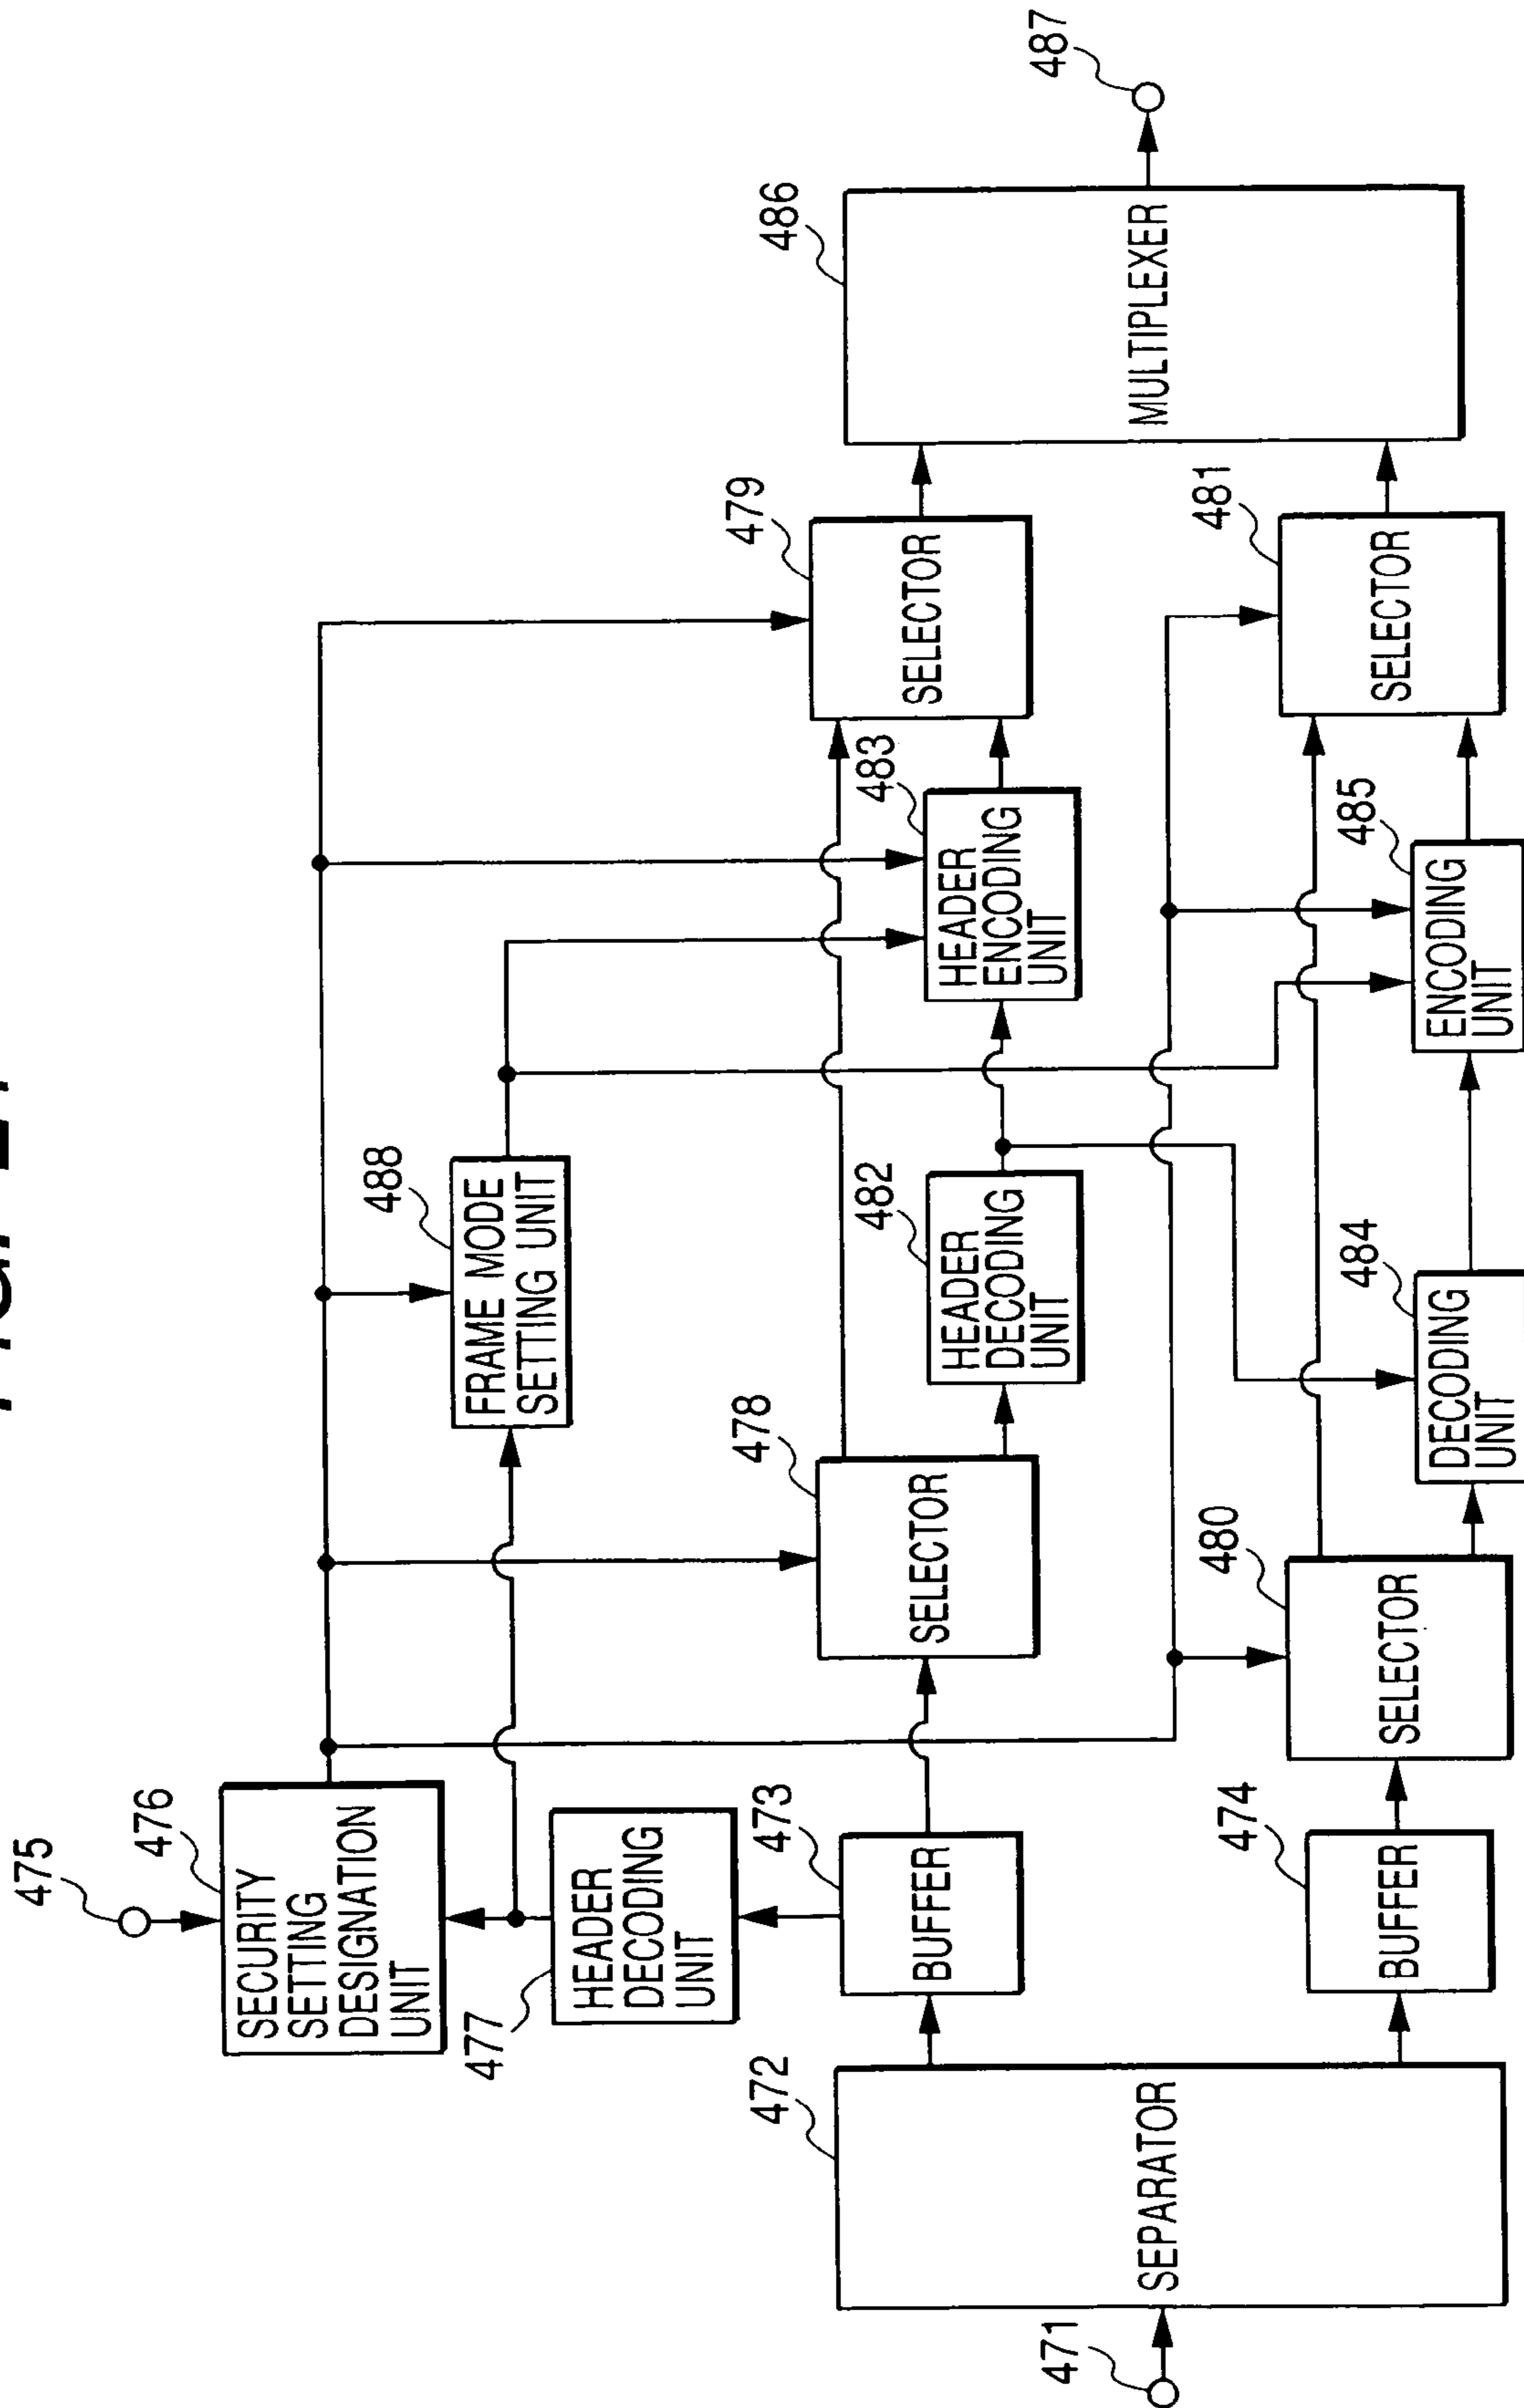 475
476
SECURITY
SETTING
DESIGNATION
UNIT
477
HEADER
DECODING
UNIT
488
FRAME MODE
SETTING UNIT
471
472
SEPARATOR
473
BUFFER
478
SELECTOR
482
HEADER
DECODING
UNIT
483
HEADER
ENCODING
UNIT
479
SELECTOR
474
BUFFER
480
SELECTOR
484
DECODING
UNIT
485
ENCODING
UNIT
481
SELECTOR
486
MULTIPLEXER
487